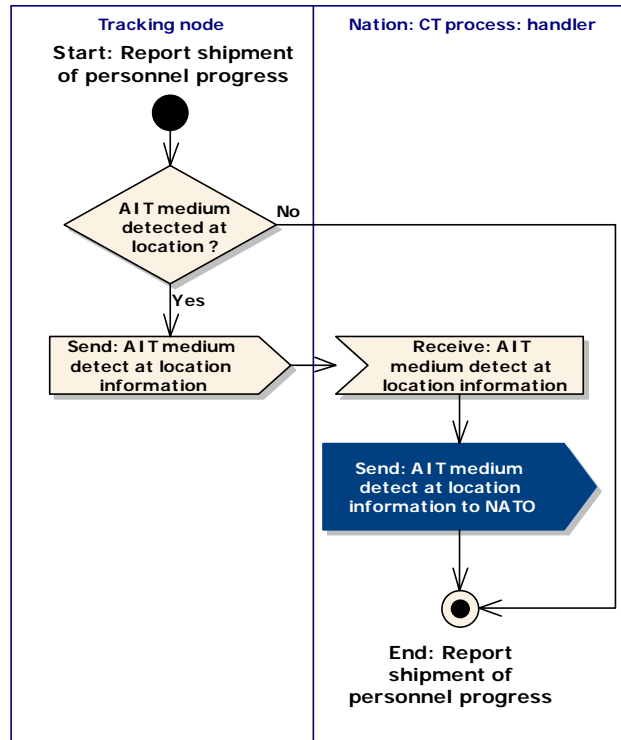 Tracking node
Nation: CT process: handler
Start: Report shipment
of personnel progress
AIT medium
detected at
location ?
No
Yes
Send: AIT medium
detect at location
information
Receive: AIT
medium detect at
location information
Send: AIT medium
detect at location
information to NATO
End: Report
shipment of
personnel progress